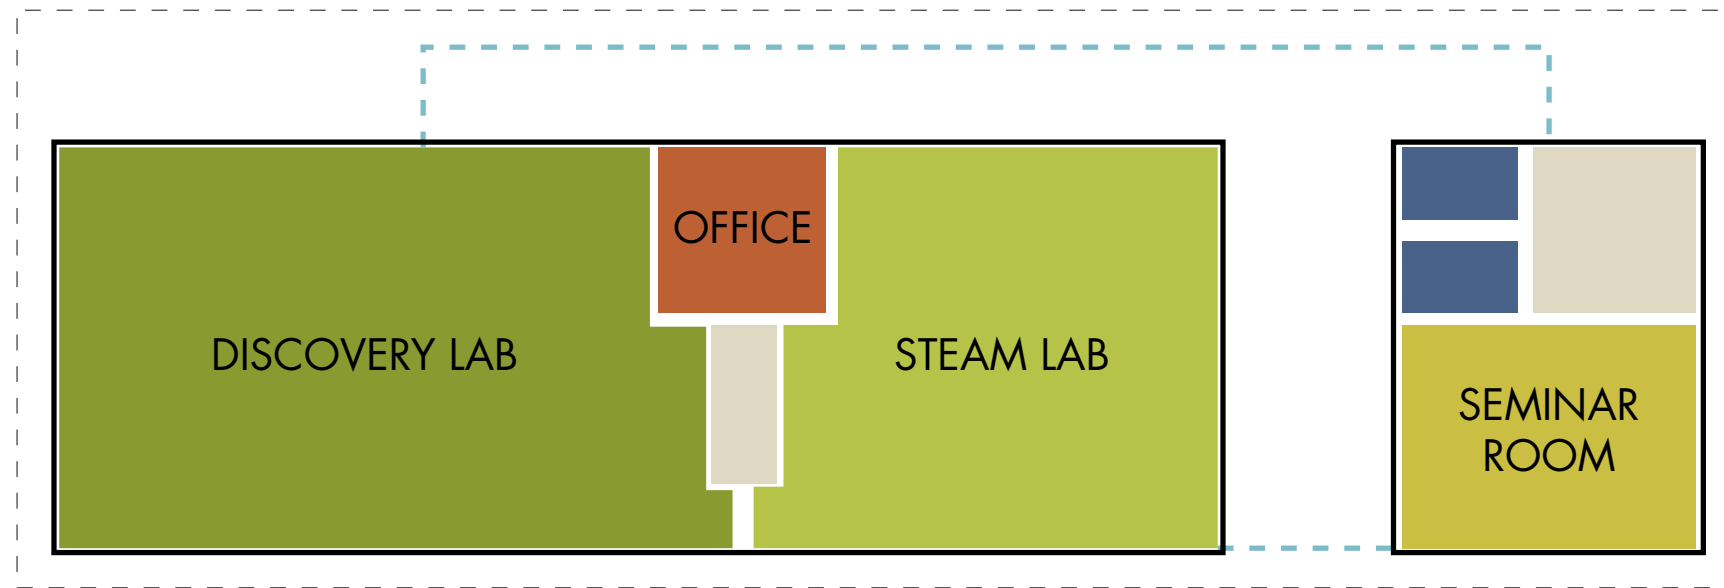 OFFICE
DISCOVERY LAB
STEAM LAB
SEMINAR
ROOM